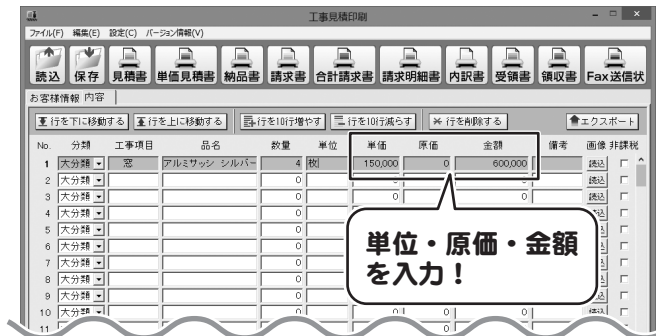 工事見積印刷
ファイル(F) 編集(E) 設定(C) バージョン情報(V)
読込 保存 見積書 単価見積書 納品書 請求書 合計請求書 請求明細書 内訳書 受領書 領収書 Fax送信状
お客様情報 内容
行を下に移動する 行を上に移動する 行を10行増やす 行を10行減らす 行を削除する エクスポート
No. 分類 工事項目 品名 数量 単位 単価 原価 金額 備考 画像 非課税
1 大分類 窓 アルミサッシ シルバー 4 枚 150,000 0 600,000 読込
2 大分類 0 0 0 読込
3 大分類 0 0 0 読込
4 大分類 0
5 大分類 0
6 大分類 0
7 大分類 0
8 大分類 0
9 大分類 0
10 大分類 0 0 0 0
11 0
単位・原価・金額
を入力！